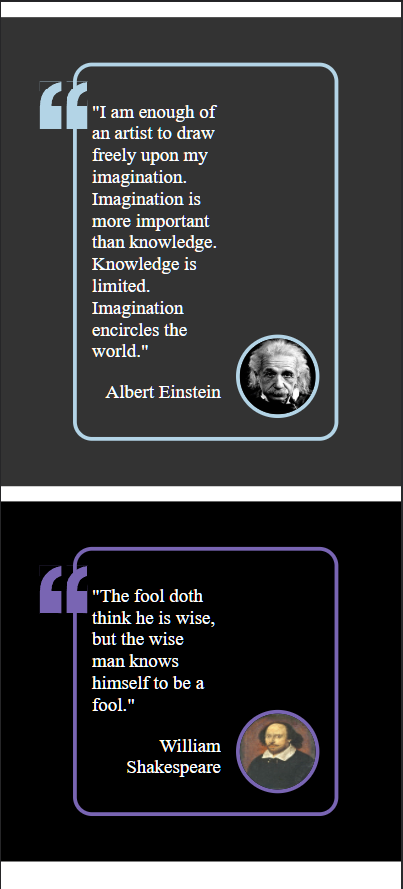 "I am enough of
an artist to draw
freely upon my
imagination.
Imagination is
more important
than knowledge.
Knowledge is
limited.
Imagination
encircles the
world."
Albert Einstein
"The fool doth
think he is wise,
but the wise
man knows
himself to be a
fool."
William
Shakespeare